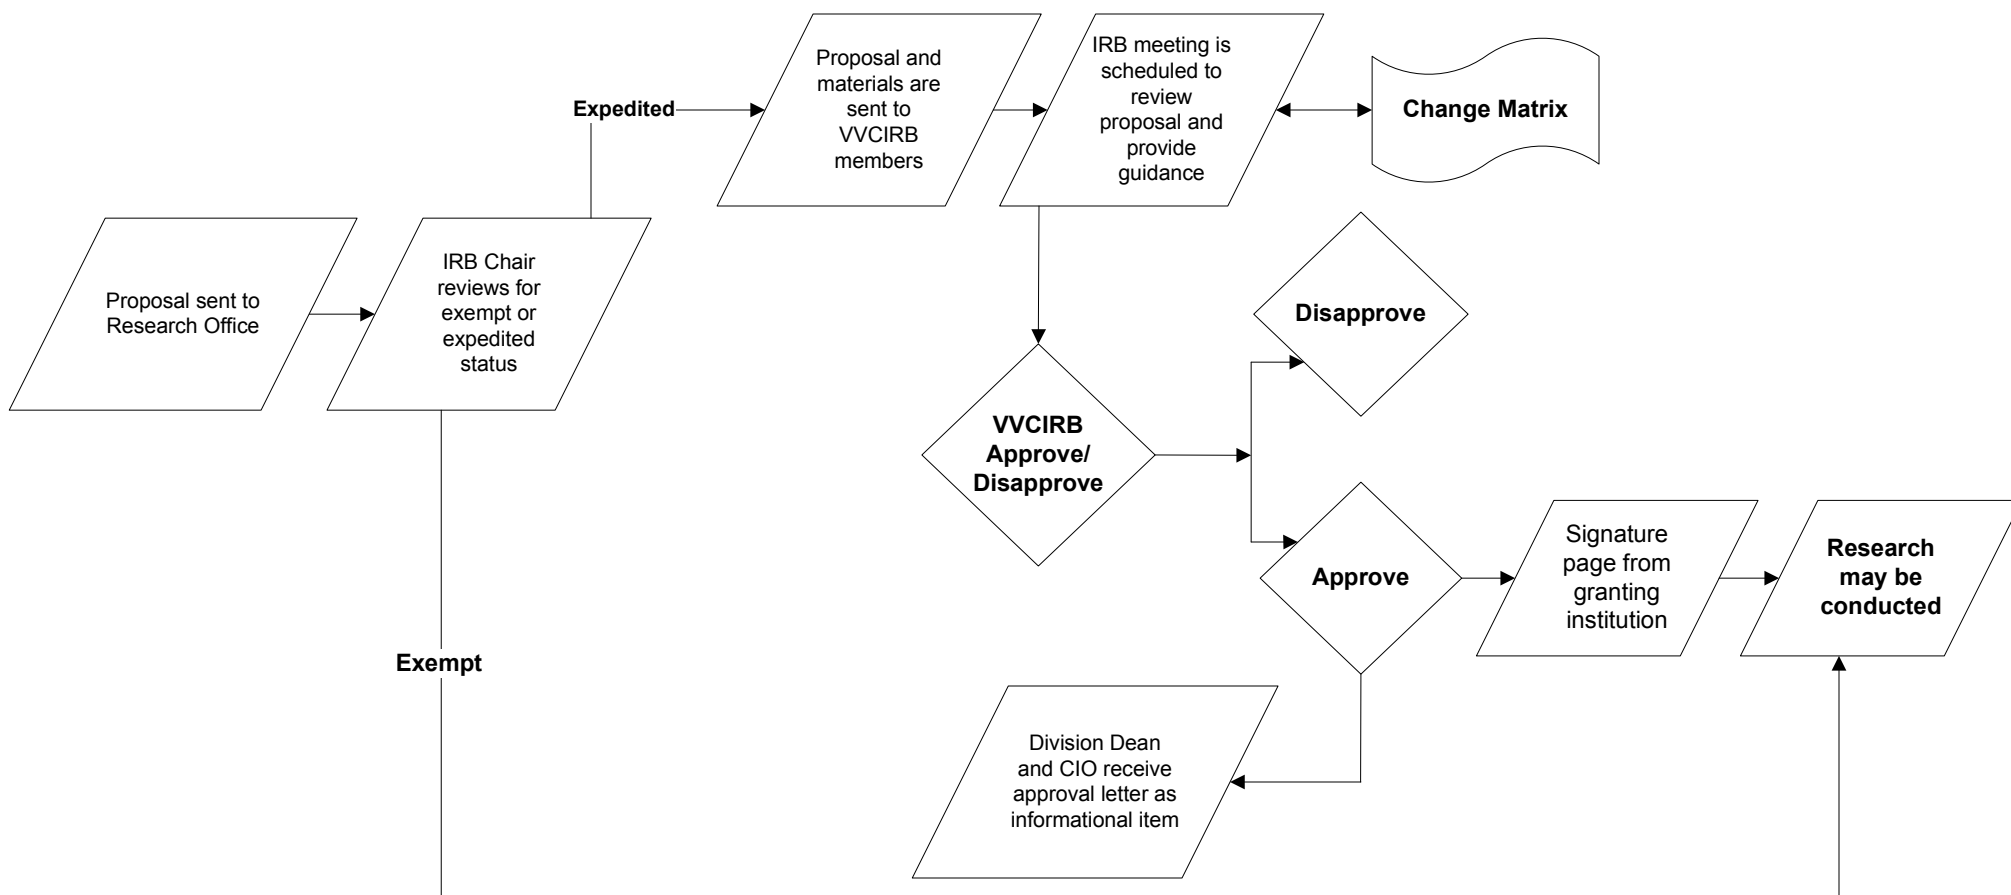 Proposal sent to
Research Office
IRB Chair
reviews for
exempt or
expedited
status
Expedited
Proposal and
materials are
sent to
VVCIRB
members
IRB meeting is
scheduled to
review
proposal and
provide
guidance
Change Matrix
VVCIRB
Approve/
Disapprove
Disapprove
Approve
Signature
page from
granting
institution
Research
may be
conducted
Exempt
Division Dean
and CIO receive
approval letter as
informational item